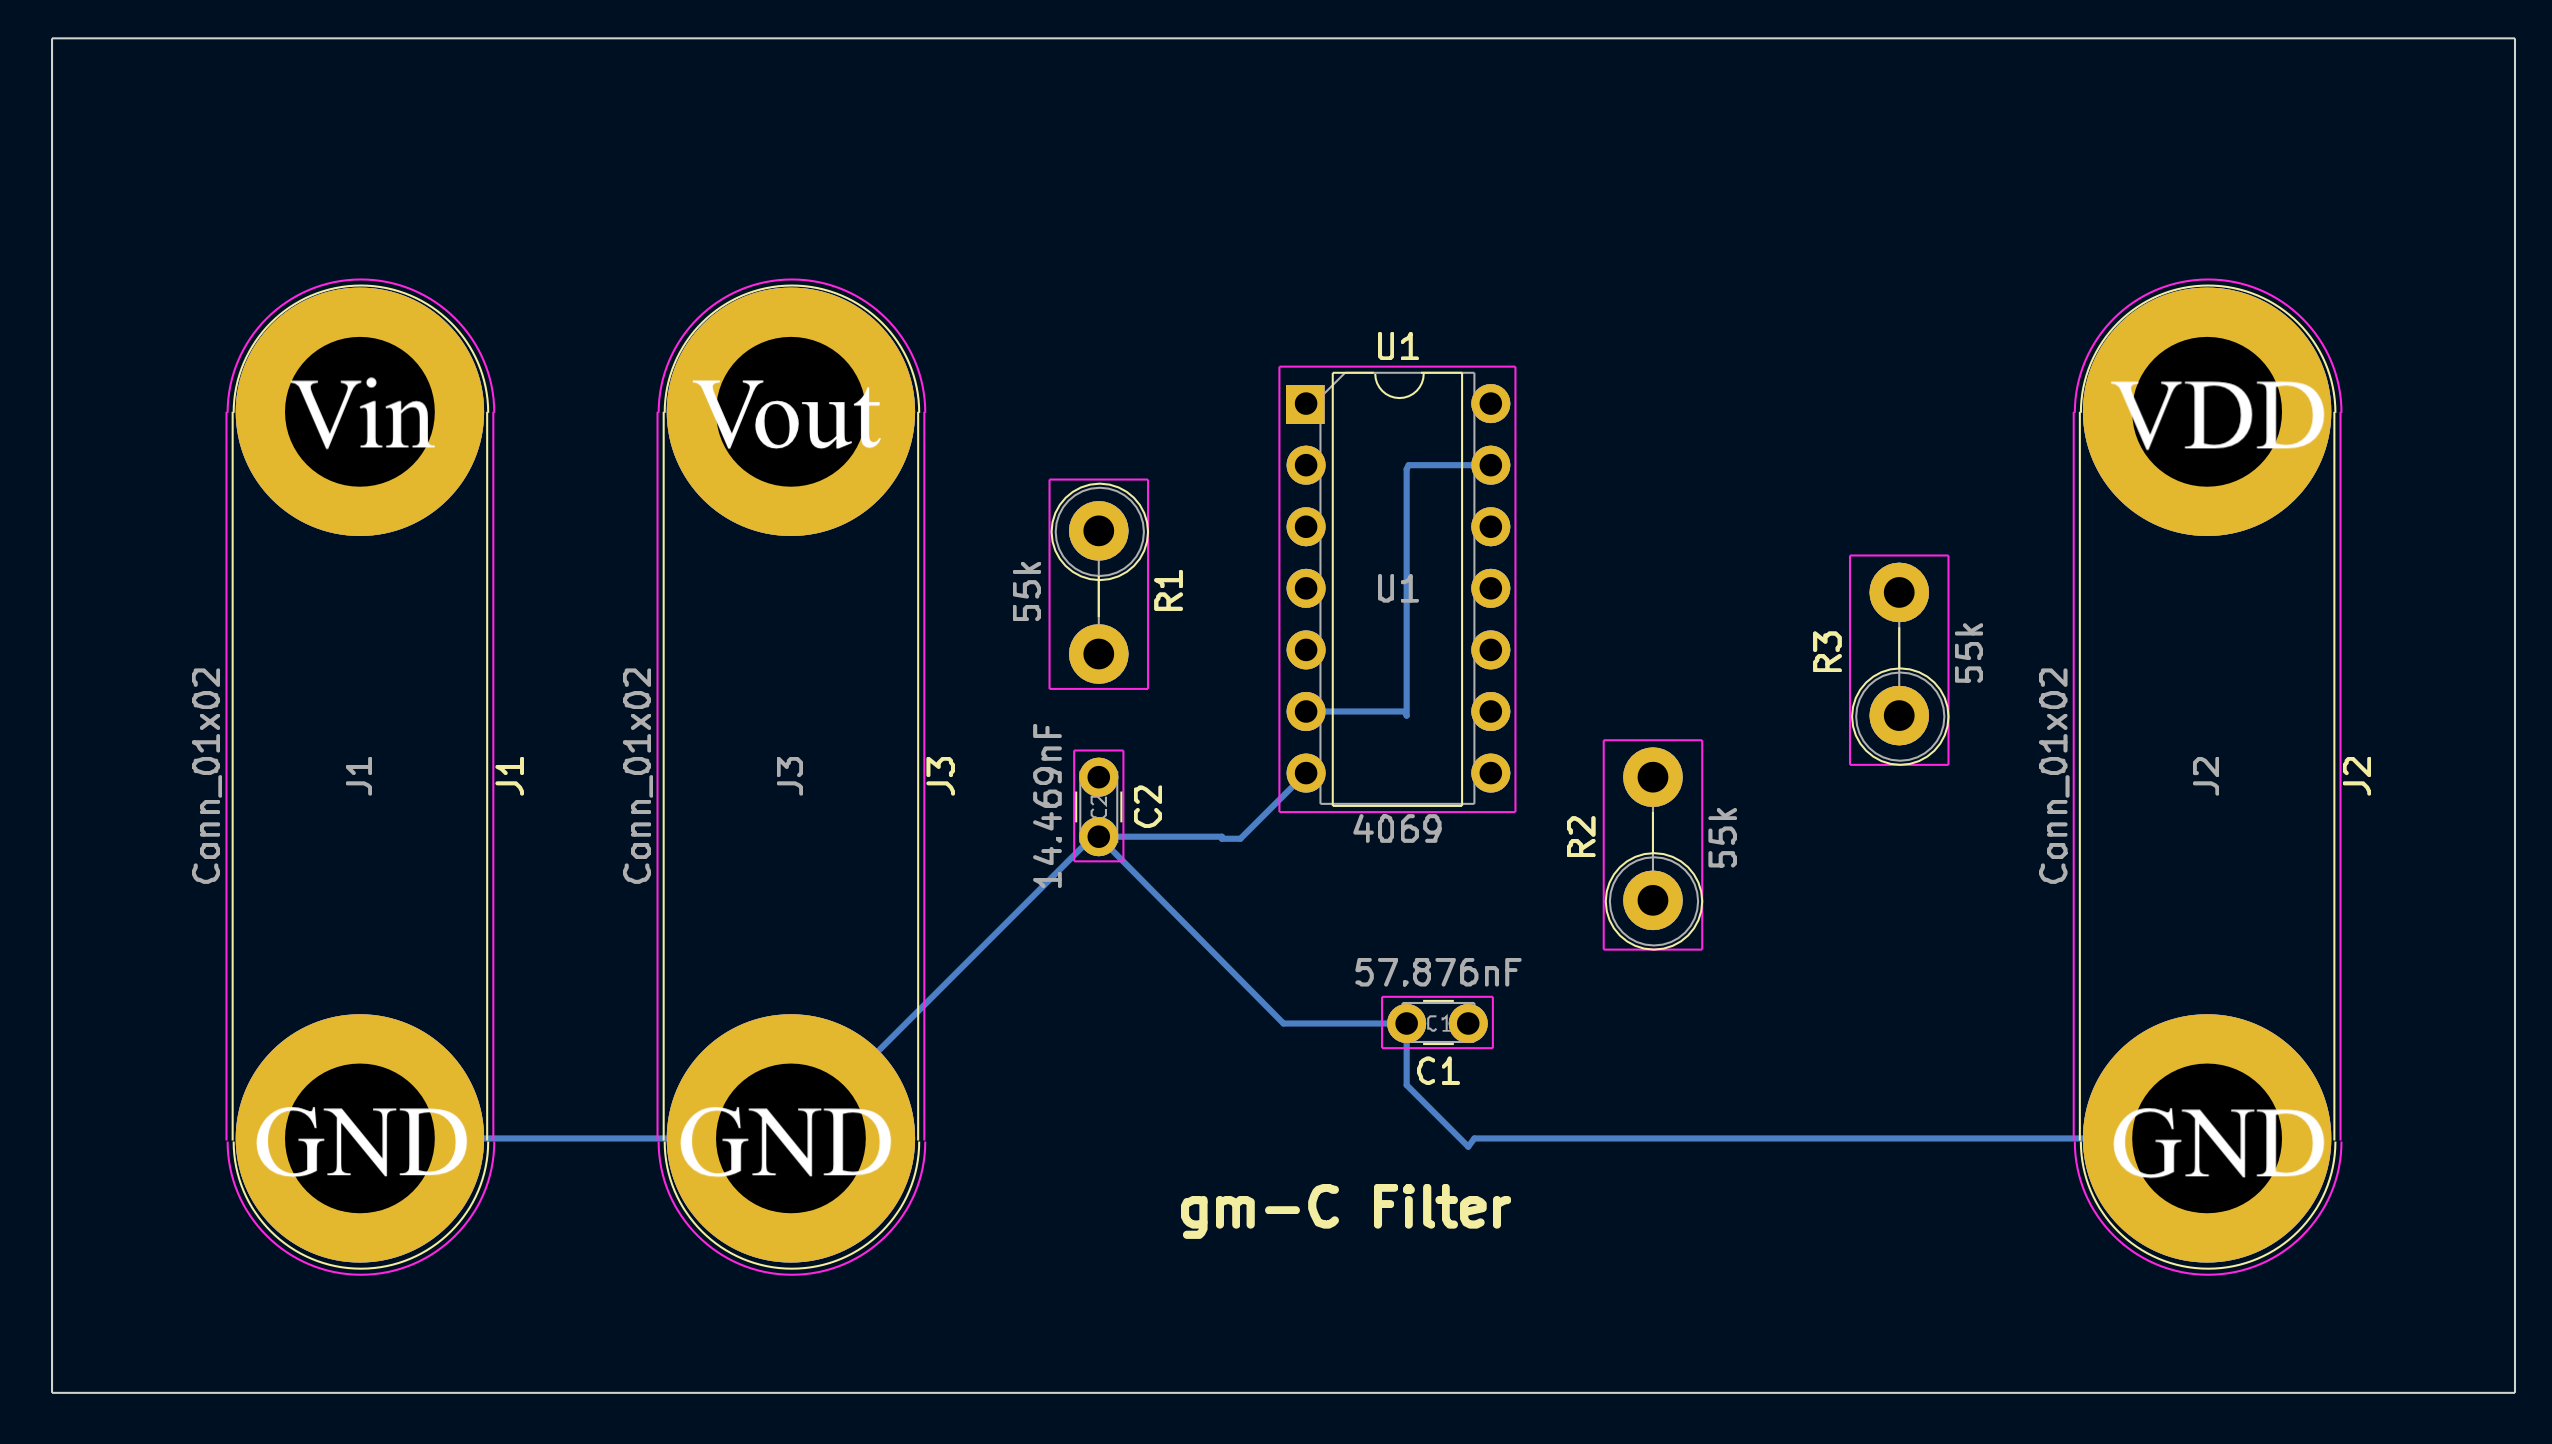 U1
Vin
Vout
VDD
55k
R1
U1
R3
55k
Conn_01x02
J1
J1
Conn_01x02
J3
J3
14.469nF
C2
C2
4069
R2
55k
Conn_01x02
J2
J2
57.876nF
C1
C1
GND
GND
GND
gm-C Filter